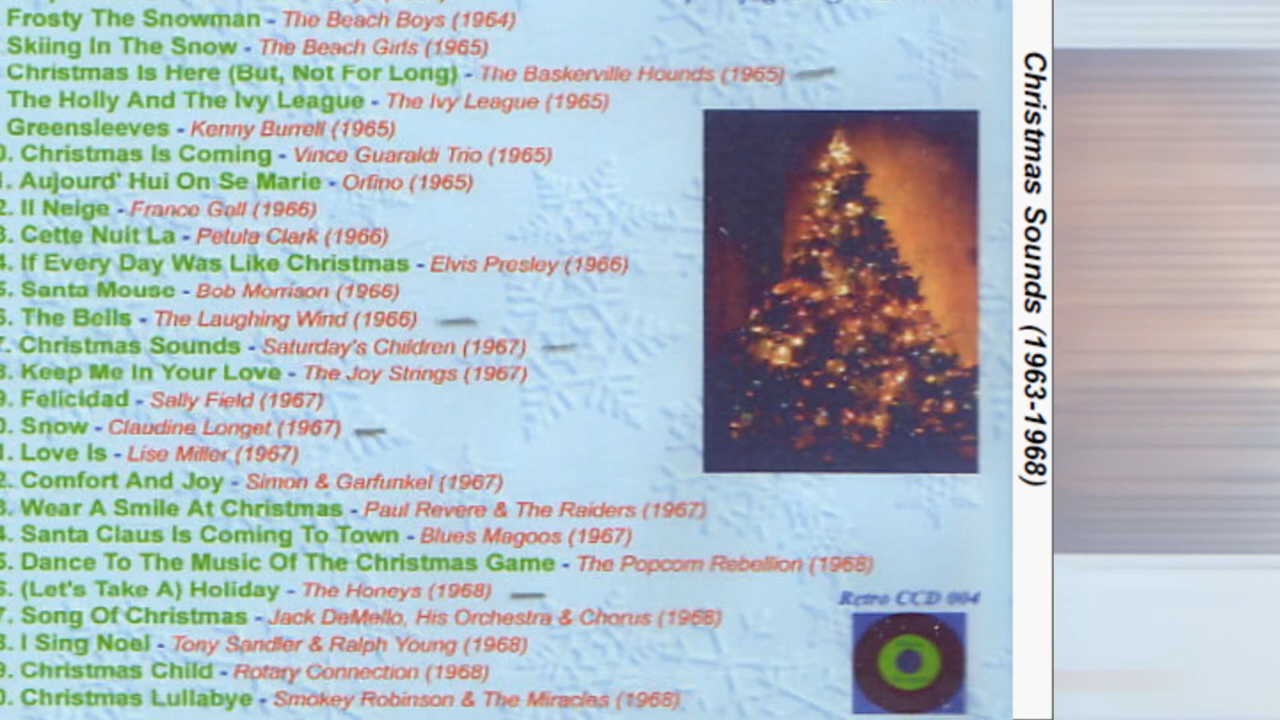 Frosty The Snowman - The Beach Boys (1964)
Skiing In The Snow - The Beach Girls (1965)
Christmas Is Here (But, Not For Long) - The Baskerville Hounds (1965)
The Holly And The Ivy League - The Ivy League (1965)
Greensleeves - Kenny Burrell (1965)
0. Christmas Is Coming - Vince Guaraldi Trio (1965)
1. Aujourd' Hui On Se Marie - Orfino (1965)
2. Il Neige - France Gall (1966)
3. Cette Nuit La - Petula Clark (1966)
4. If Every Day Was Like Christmas - Elvis Presley (1966)
5. Santa Mouse - Bob Morrison (1966)
6. The Bells - The Laughing Wind (1966)
7. Christmas Sounds - Saturday's Children (1967)
8. Keep Me In Your Love - The Joy Strings (1967)
9. Felicidad - Sally Field (1967)
0. Snow - Claudine Longet (1967)
1. Love Is - Lise Miller (1967)
2. Comfort And Joy - Simon & Garfunkel (1967)
3. Wear A Smile At Christmas - Paul Revere & The Raiders (1967)
4. Santa Claus Is Coming To Town - Blues Magoos (1967)
5. Dance To The Music Of The Christmas Game - The Popcorn Rebellion (1968)
6. (Let's Take A) Holiday - The Honeys (1968)
7. Song Of Christmas - Jack DeMello, His Orchestra & Chorus (1968)
8. I Sing Noel - Tony Sandler & Ralph Young (1968)
9. Christmas Child - Rotary Connection (1968)
0. Christmas Lullabye - Smokey Robinson & The Miracles (1968)
Retro CCD 004
Christmas Sounds (1963-1968)